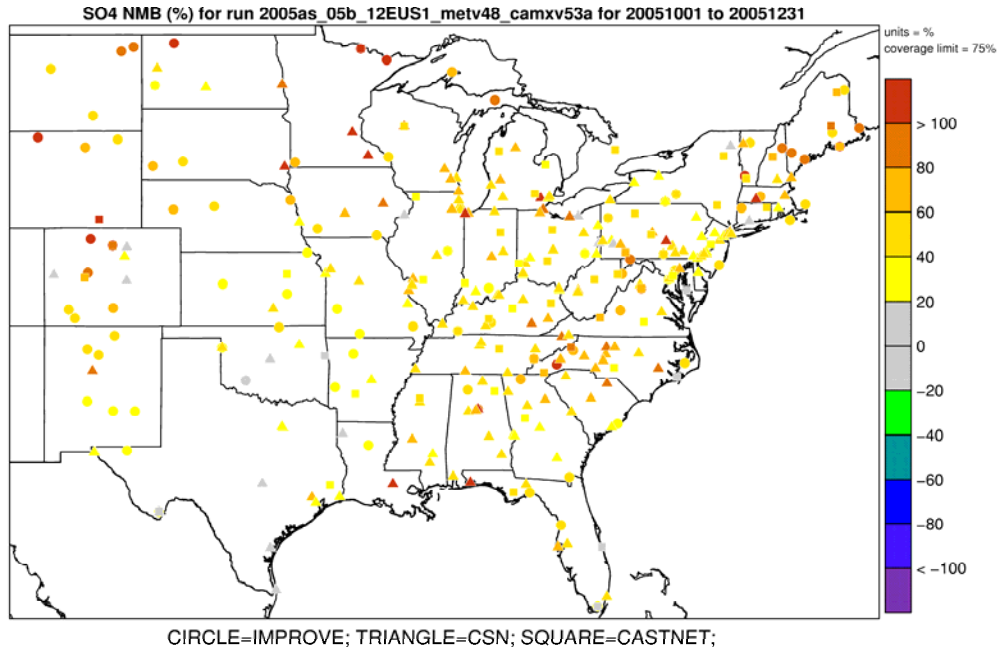 SO4 NMB (%) for run 2005as_05b_12EUS1_metv48_camxv53a for 20051001 to 20051231
units = %
coverage limit = 75%
> 100
80
60
40
20
0
−20
−40
−60
−80
< −100
CIRCLE=IMPROVE; TRIANGLE=CSN; SQUARE=CASTNET;